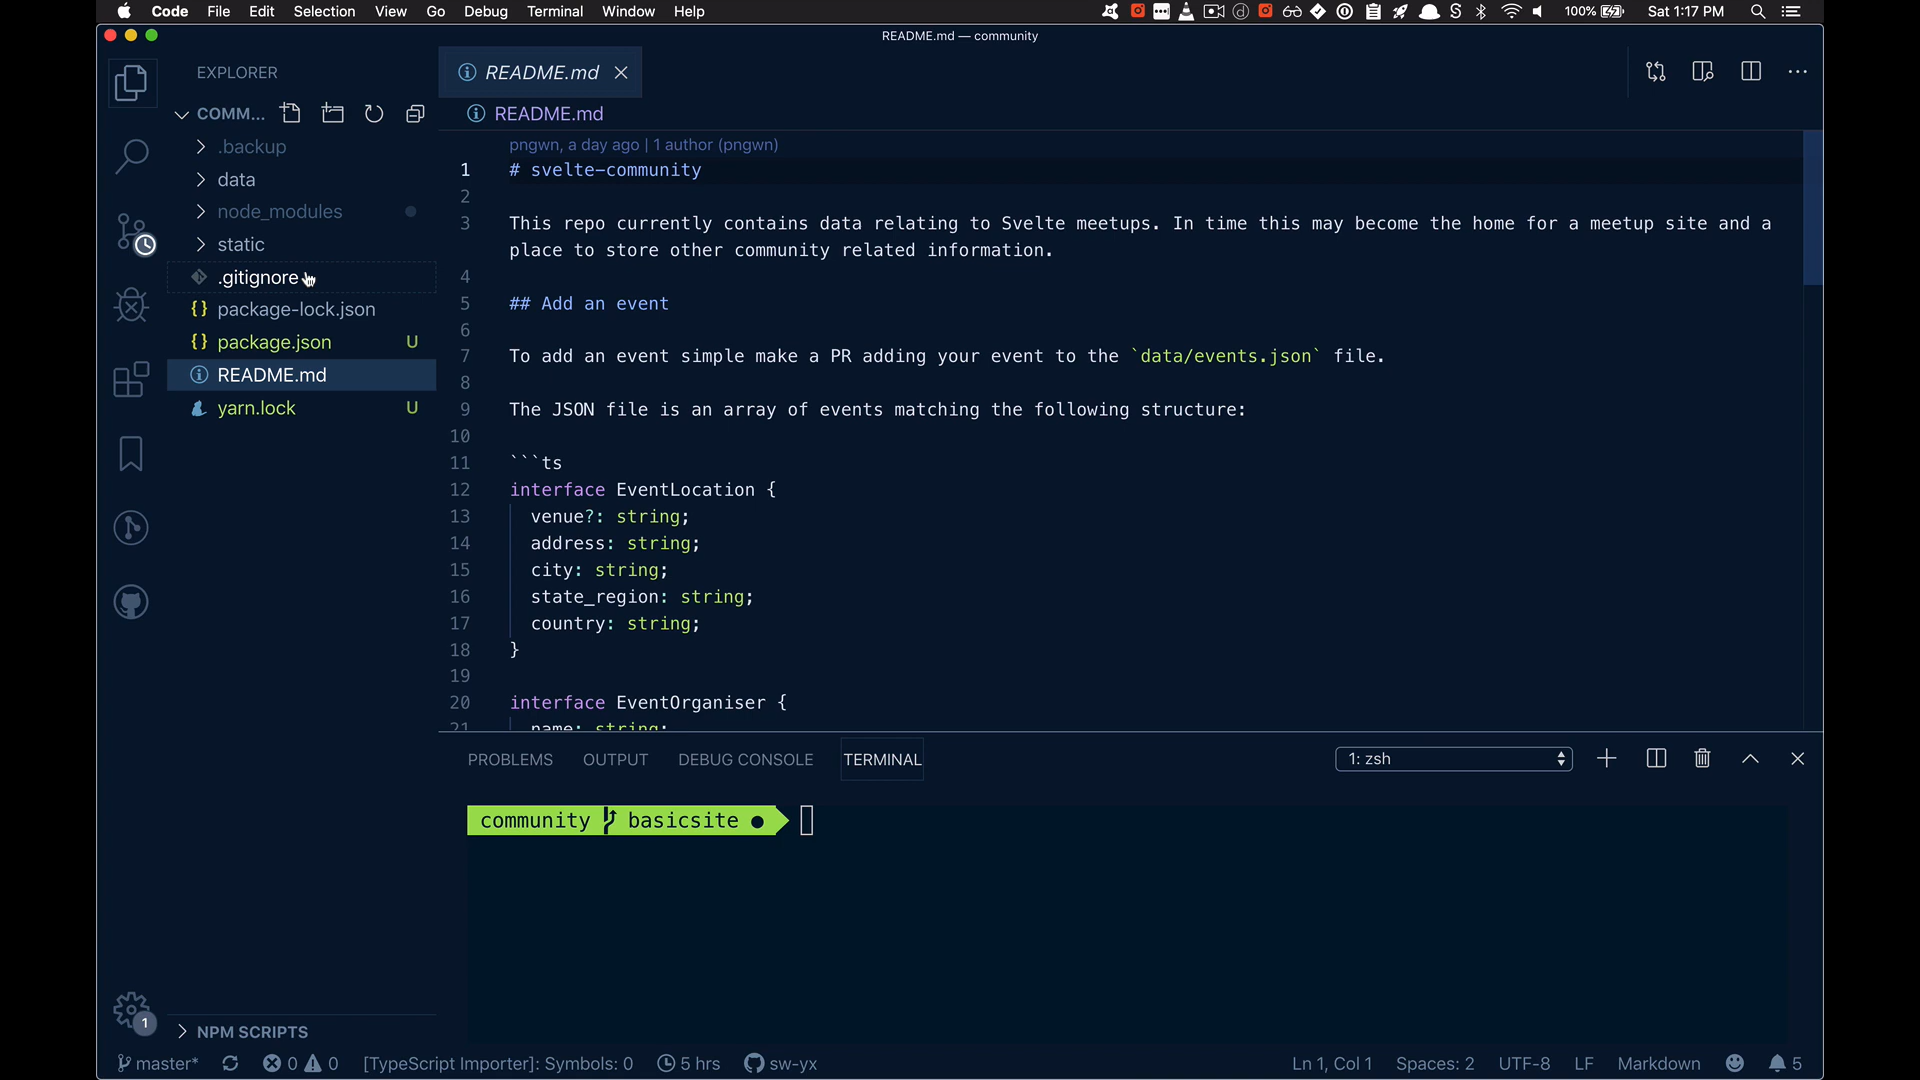 Code File Edit Selection View Go Debug Terminal Window Help 100% Sat 1:17 PM
README.md — community
EXPLORER
README.md
COMM...
README.md
.backup
data
node_modules
static
.gitignore
package-lock.json
package.json U
README.md
yarn.lock U
pngwn, a day ago | 1 author (pngwn)
1 # svelte-community
2
3 This repo currently contains data relating to Svelte meetups. In time this may become the home for a meetup site and a
place to store other community related information.
4
5 ## Add an event
6
7 To add an event simple make a PR adding your event to the `data/events.json` file.
8
9 The JSON file is an array of events matching the following structure:
10
11 ```ts
12 interface EventLocation {
13 venue?: string;
14 address: string;
15 city: string;
16 state_region: string;
17 country: string;
18 }
19
20 interface EventOrganiser {
21 name: string;
PROBLEMS OUTPUT DEBUG CONSOLE TERMINAL 1: zsh
community basicsite ●
1
NPM SCRIPTS
master* 0 0 [TypeScript Importer]: Symbols: 0 5 hrs sw-yx Ln 1, Col 1 Spaces: 2 UTF-8 LF Markdown 5